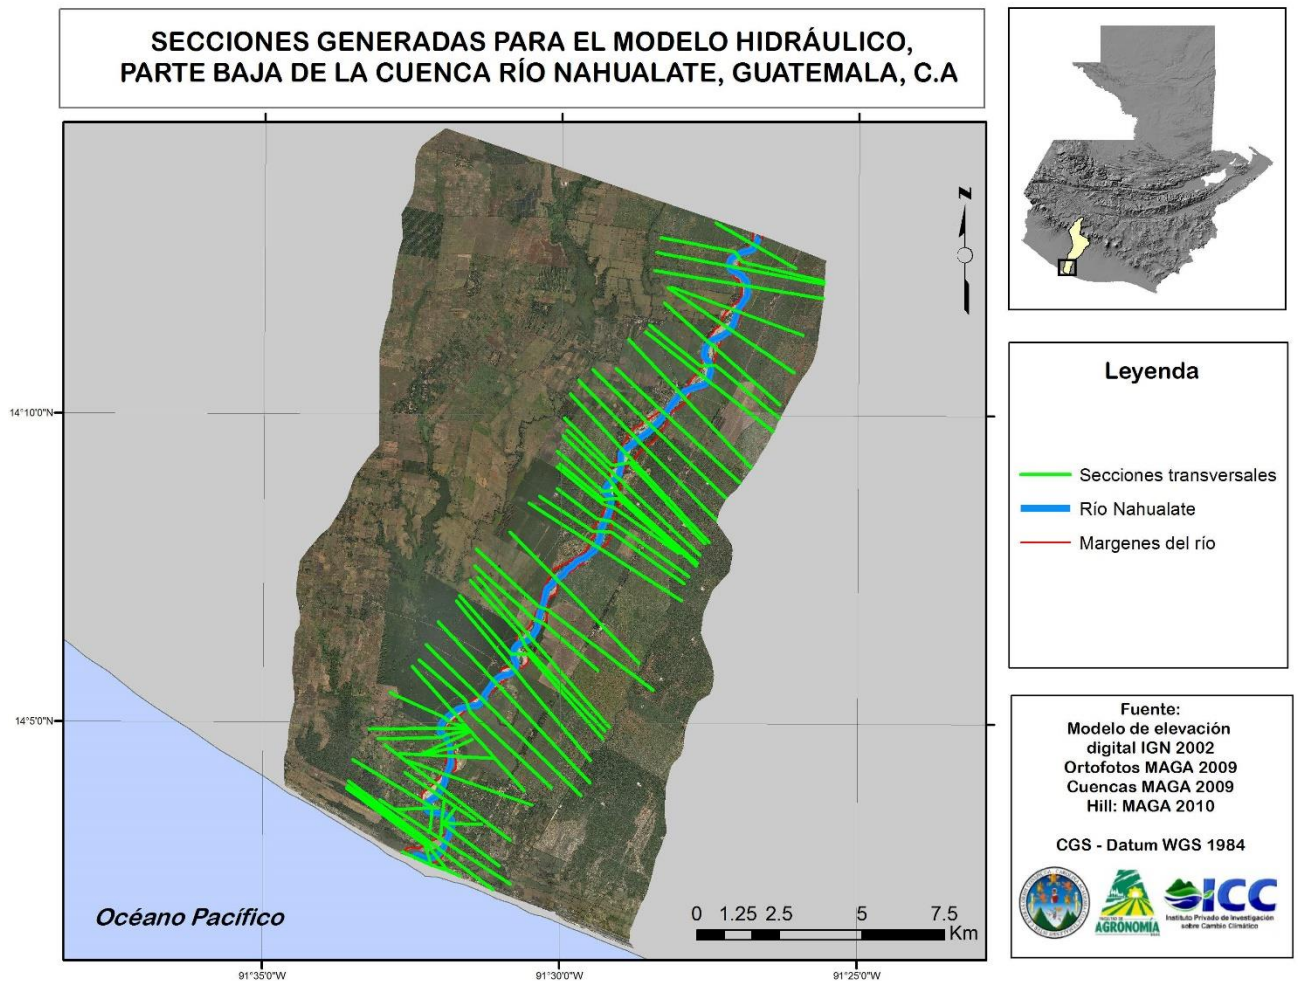 SECCIONES GENERADAS PARA EL MODELO HIDRÁULICO,
PARTE BAJA DE LA CUENCA RÍO NAHUALATE, GUATEMALA, C.A
z
14°10'0"N
14°5'0"N
91°35'0"W
91°30'0"W
91°25'0"W
Océano Pacífico
0 1.25 2.5 5 7.5
Km
Leyenda
Secciones transversales
Río Nahualate
Margenes del río
Fuente:
Modelo de elevación
digital IGN 2002
Ortofotos MAGA 2009
Cuencas MAGA 2009
Hill: MAGA 2010
CGS - Datum WGS 1984
AGRONOMÍA
ICC
Instituto Privado de Investigación
sobre Cambio Climático